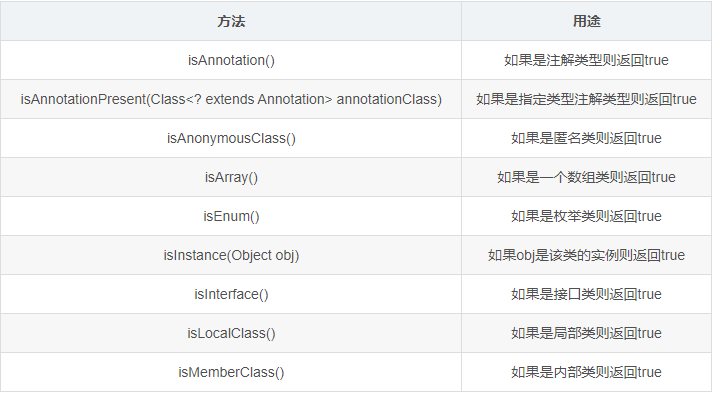 方法 用途
isAnnotation() 如果是注解类型则返回true
isAnnotationPresent(Class<? extends Annotation> annotationClass) 如果是指定类型注解类型则返回true
isAnonymousClass() 如果是匿名类则返回true
isArray() 如果是一个数组类则返回true
isEnum() 如果是枚举类则返回true
isInstance(Object obj) 如果obj是该类的实例则返回true
isInterface() 如果是接口类则返回true
isLocalClass() 如果是局部类则返回true
isMemberClass() 如果是内部类则返回true